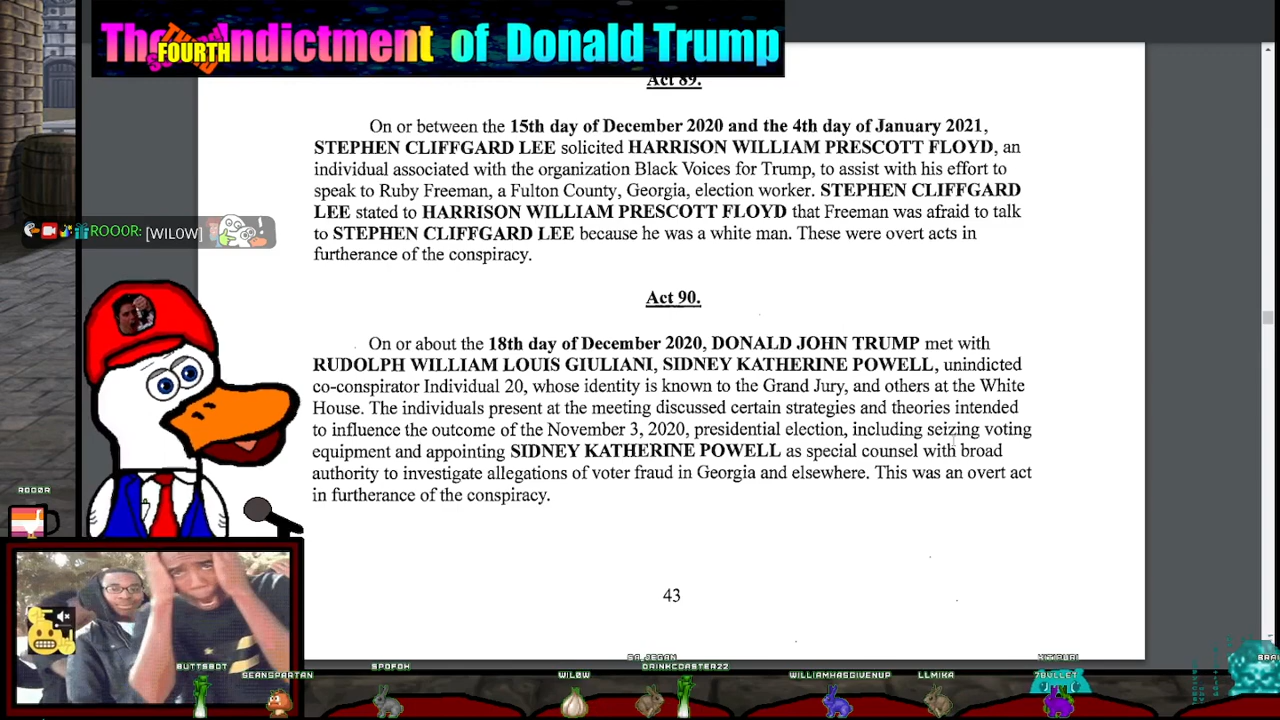 The FOURTH Indictment of Donald Trump
Act 89.
On or between the 15th day of December 2020 and the 4th day of January 2021,
STEPHEN CLIFFGARD LEE solicited HARRISON WILLIAM PRESCOTT FLOYD, an
individual associated with the organization Black Voices for Trump, to assist with his effort to
speak to Ruby Freeman, a Fulton County, Georgia, election worker. STEPHEN CLIFFGARD
LEE stated to HARRISON WILLIAM PRESCOTT FLOYD that Freeman was afraid to talk
to STEPHEN CLIFFGARD LEE because he was a white man. These were overt acts in
furtherance of the conspiracy.
ROOOR: [WILOW]
Act 90.
On or about the 18th day of December 2020, DONALD JOHN TRUMP met with
RUDOLPH WILLIAM LOUIS GIULIANI, SIDNEY KATHERINE POWELL, unindicted
co-conspirator Individual 20, whose identity is known to the Grand Jury, and others at the White
House. The individuals present at the meeting discussed certain strategies and theories intended
to influence the outcome of the November 3, 2020, presidential election, including seizing voting
equipment and appointing SIDNEY KATHERINE POWELL as special counsel with broad
authority to investigate allegations of voter fraud in Georgia and elsewhere. This was an overt act
in furtherance of the conspiracy.
43
BUTTSBOT
SEANSPARTAN
SPOFOH
WILOW
DRINKCOASTER22
WILLIAMHASGIVENUP
LLMIKA
7BULLET